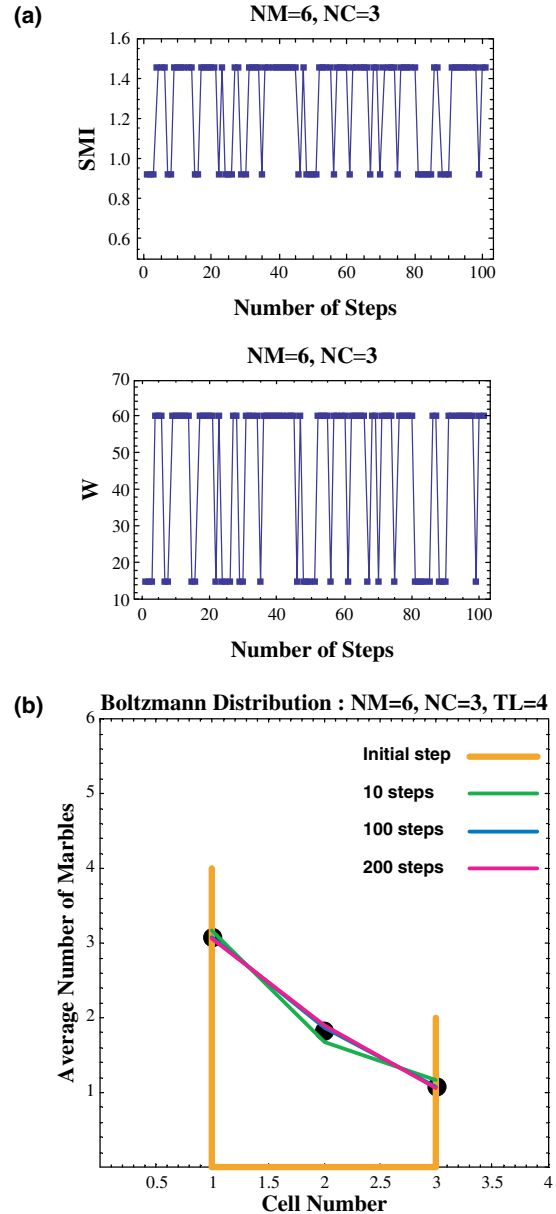 (a)
NM=6, NC=3
1.6
1.4
1.2
1.0
0.8
0.6
SMI
0 20 40 60 80 100
Number of Steps
NM=6, NC=3
70
60
50
40
30
20
10
W
0 20 40 60 80 100
Number of Steps
(b) Boltzmann Distribution : NM=6, NC=3, TL=4
6
5
4
3
2
1
Average Number of Marbles
Initial step
10 steps
100 steps
200 steps
0.5 1 1.5 2 2.5 3 3.5 4
Cell Number